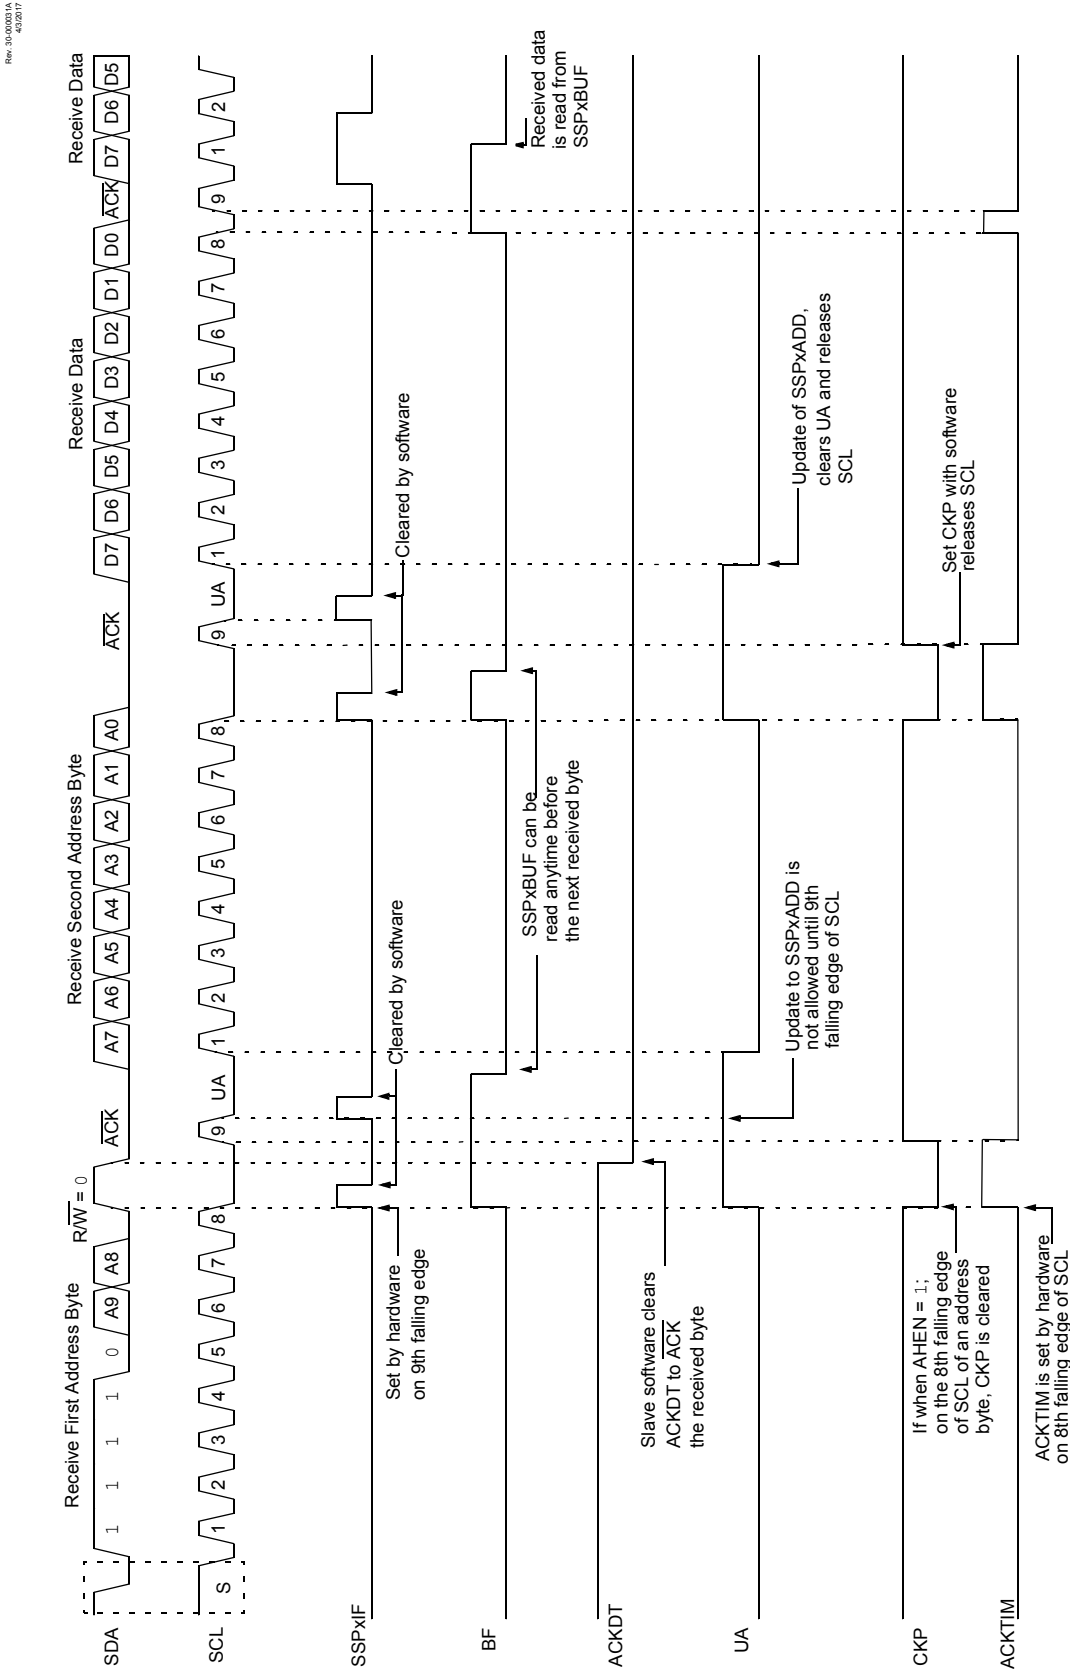 Rev. 30-000031A
4/3/2017
Receive First Address Byte
R/W = 0
Receive Second Address Byte
Receive Data
Receive Data
SDA
1 1 1 1 0 A9 A8 ACK A7 A6 A5 A4 A3 A2 A1 A0 ACK D7 D6 D5 D4 D3 D2 D1 D0 ACK D7 D6 D5
SCL
S 1 2 3 4 5 6 7 8 9 UA 1 2 3 4 5 6 7 8 9 UA 1 2 3 4 5 6 7 8 9 1 2
SSPxIF
Set by hardware
on 9th falling edge
Cleared by software
Cleared by software
BF
SSPxBUF can be
read anytime before
the next received byte
Received data
is read from
SSPxBUF
ACKDT
Slave software clears
ACKDT to ACK
the received byte
UA
Update to SSPxADD is
not allowed until 9th
falling edge of SCL
Update of SSPxADD,
clears UA and releases
SCL
CKP
If when AHEN = 1;
on the 8th falling edge
of SCL of an address
byte, CKP is cleared
Set CKP with software
releases SCL
ACKTIM
ACKTIM is set by hardware
on 8th falling edge of SCL